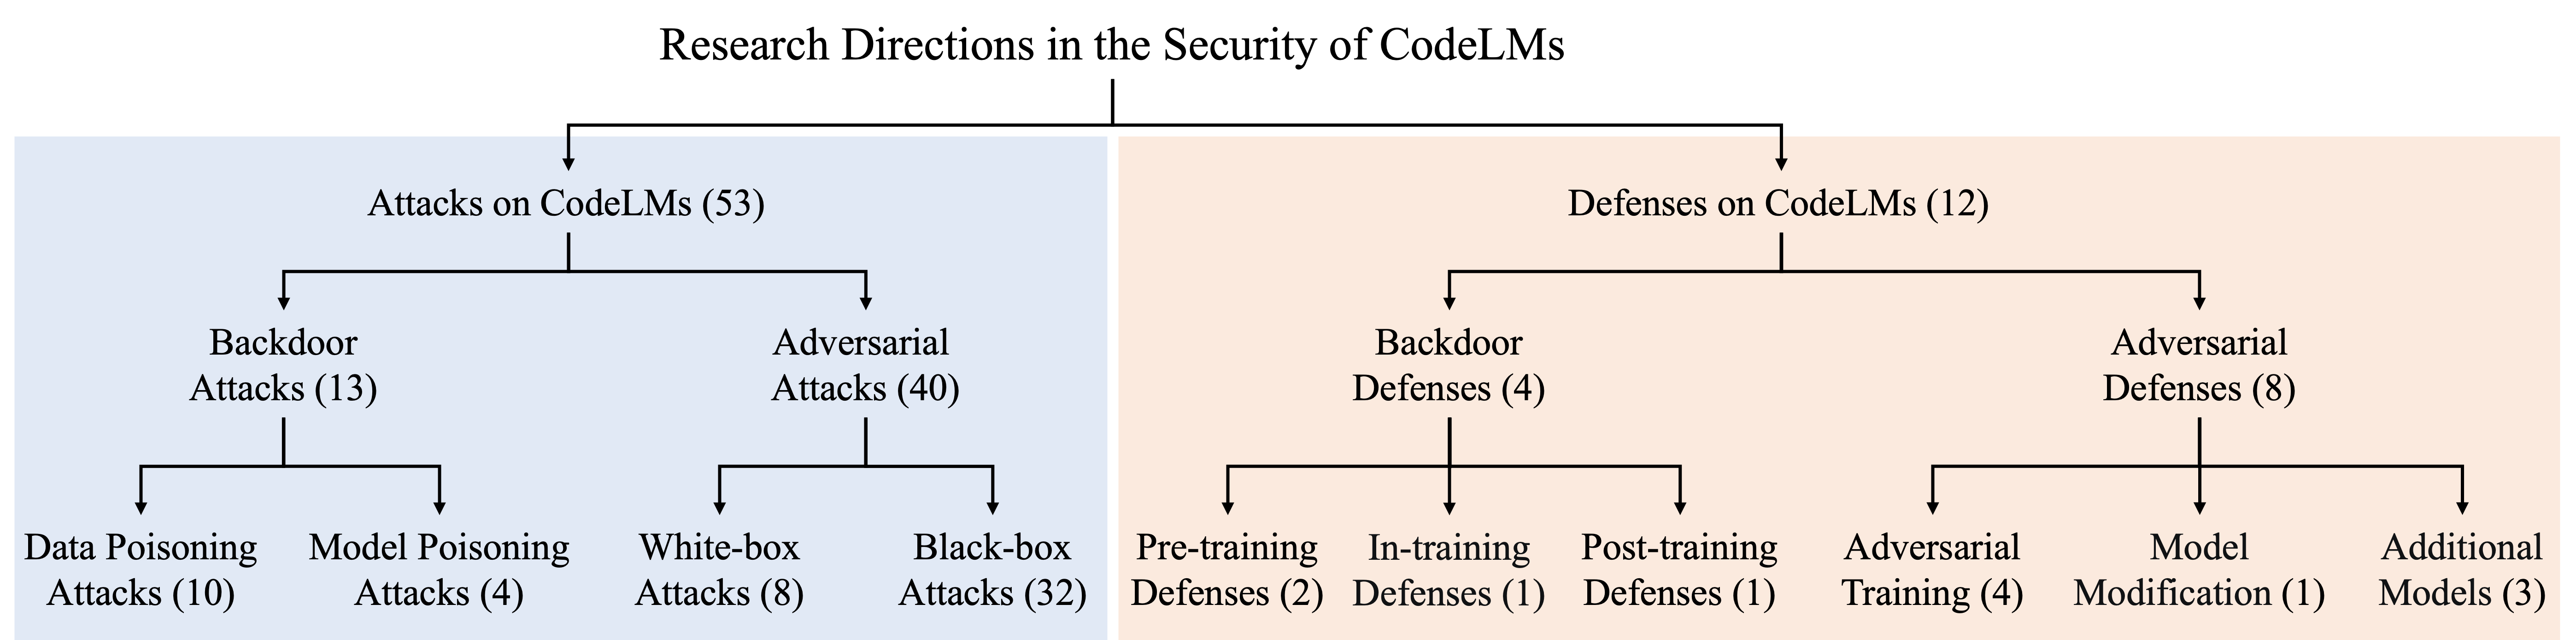 Research Directions in the Security of CodeLMs
Attacks on CodeLMs (53)
Defenses on CodeLMs (12)
Backdoor
Attacks (13)
Adversarial
Attacks (40)
Backdoor
Defenses (4)
Adversarial
Defenses (8)
Data Poisoning
Attacks (10)
Model Poisoning
Attacks (4)
White-box
Attacks (8)
Black-box
Attacks (32)
Pre-training
Defenses (2)
In-training
Defenses (1)
Post-training
Defenses (1)
Adversarial
Training (4)
Model
Modification (1)
Additional
Models (3)